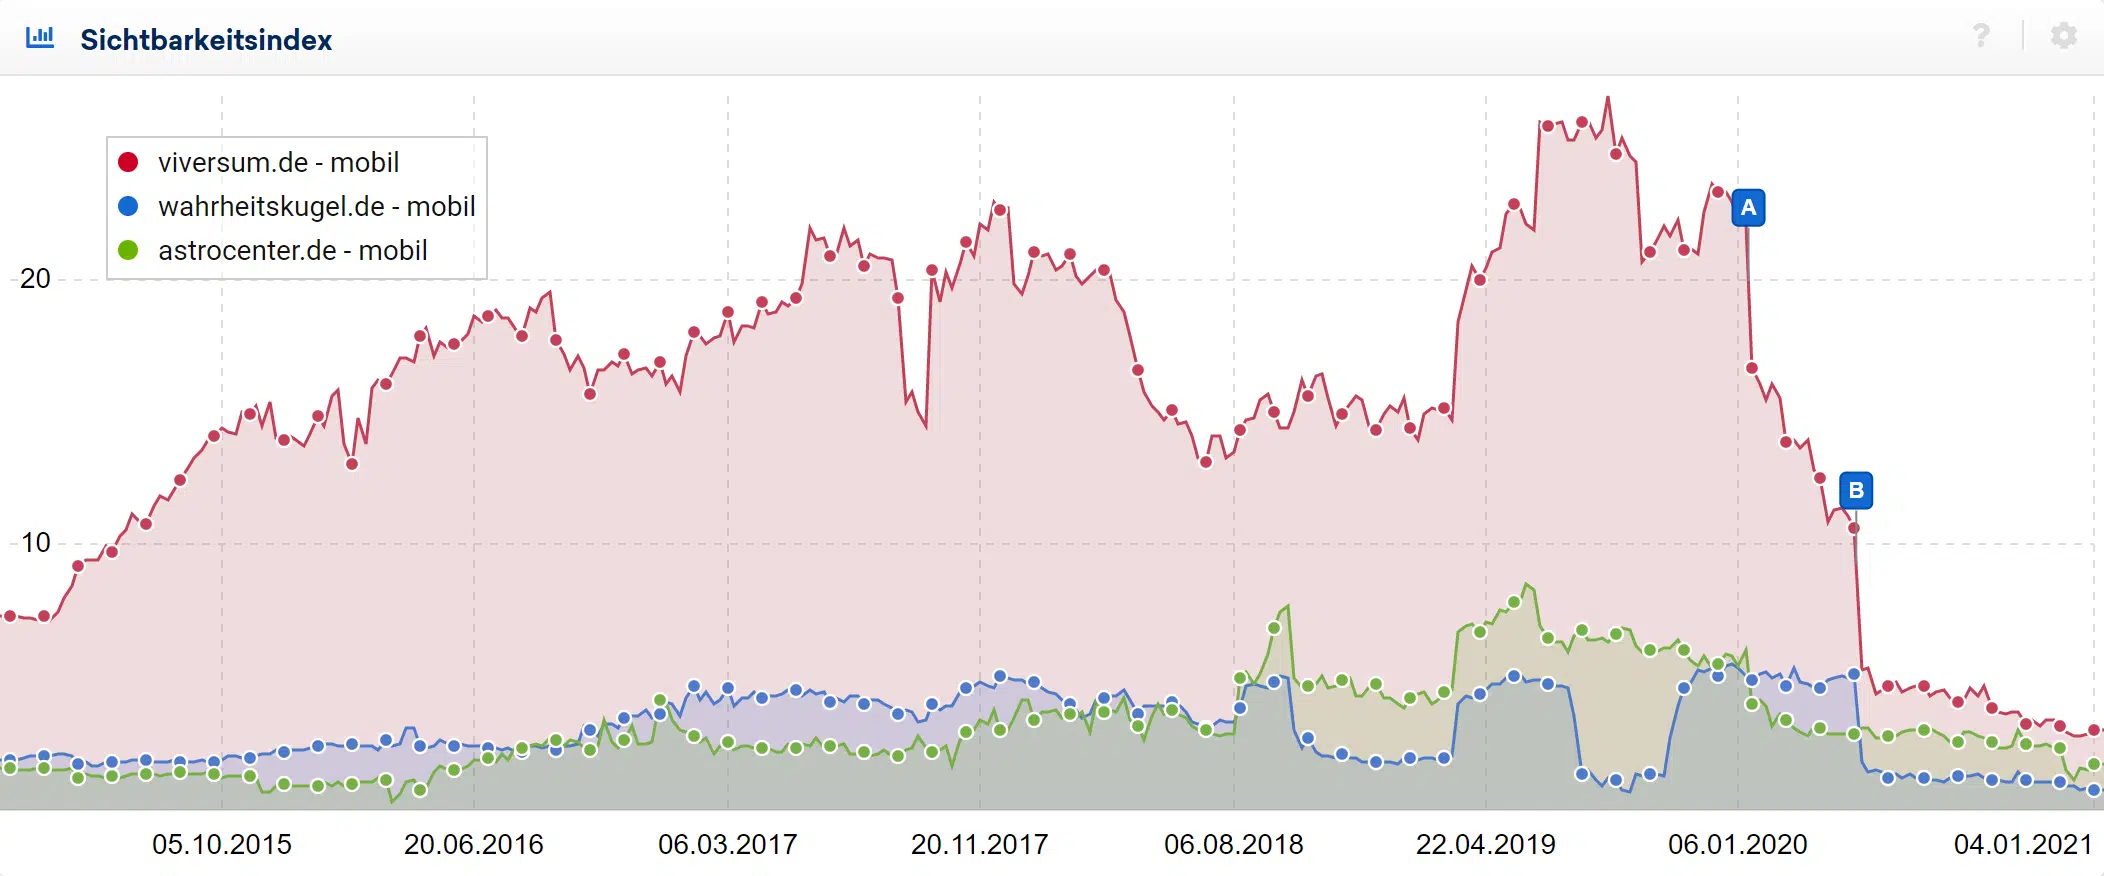 Sichtbarkeitsindex
?
viversum.de - mobil
wahrheitskugel.de - mobil
astrocenter.de - mobil
A
20
B
10
05.10.2015 20.06.2016 06.03.2017 20.11.2017 06.08.2018 22.04.2019 06.01.2020 04.01.2021